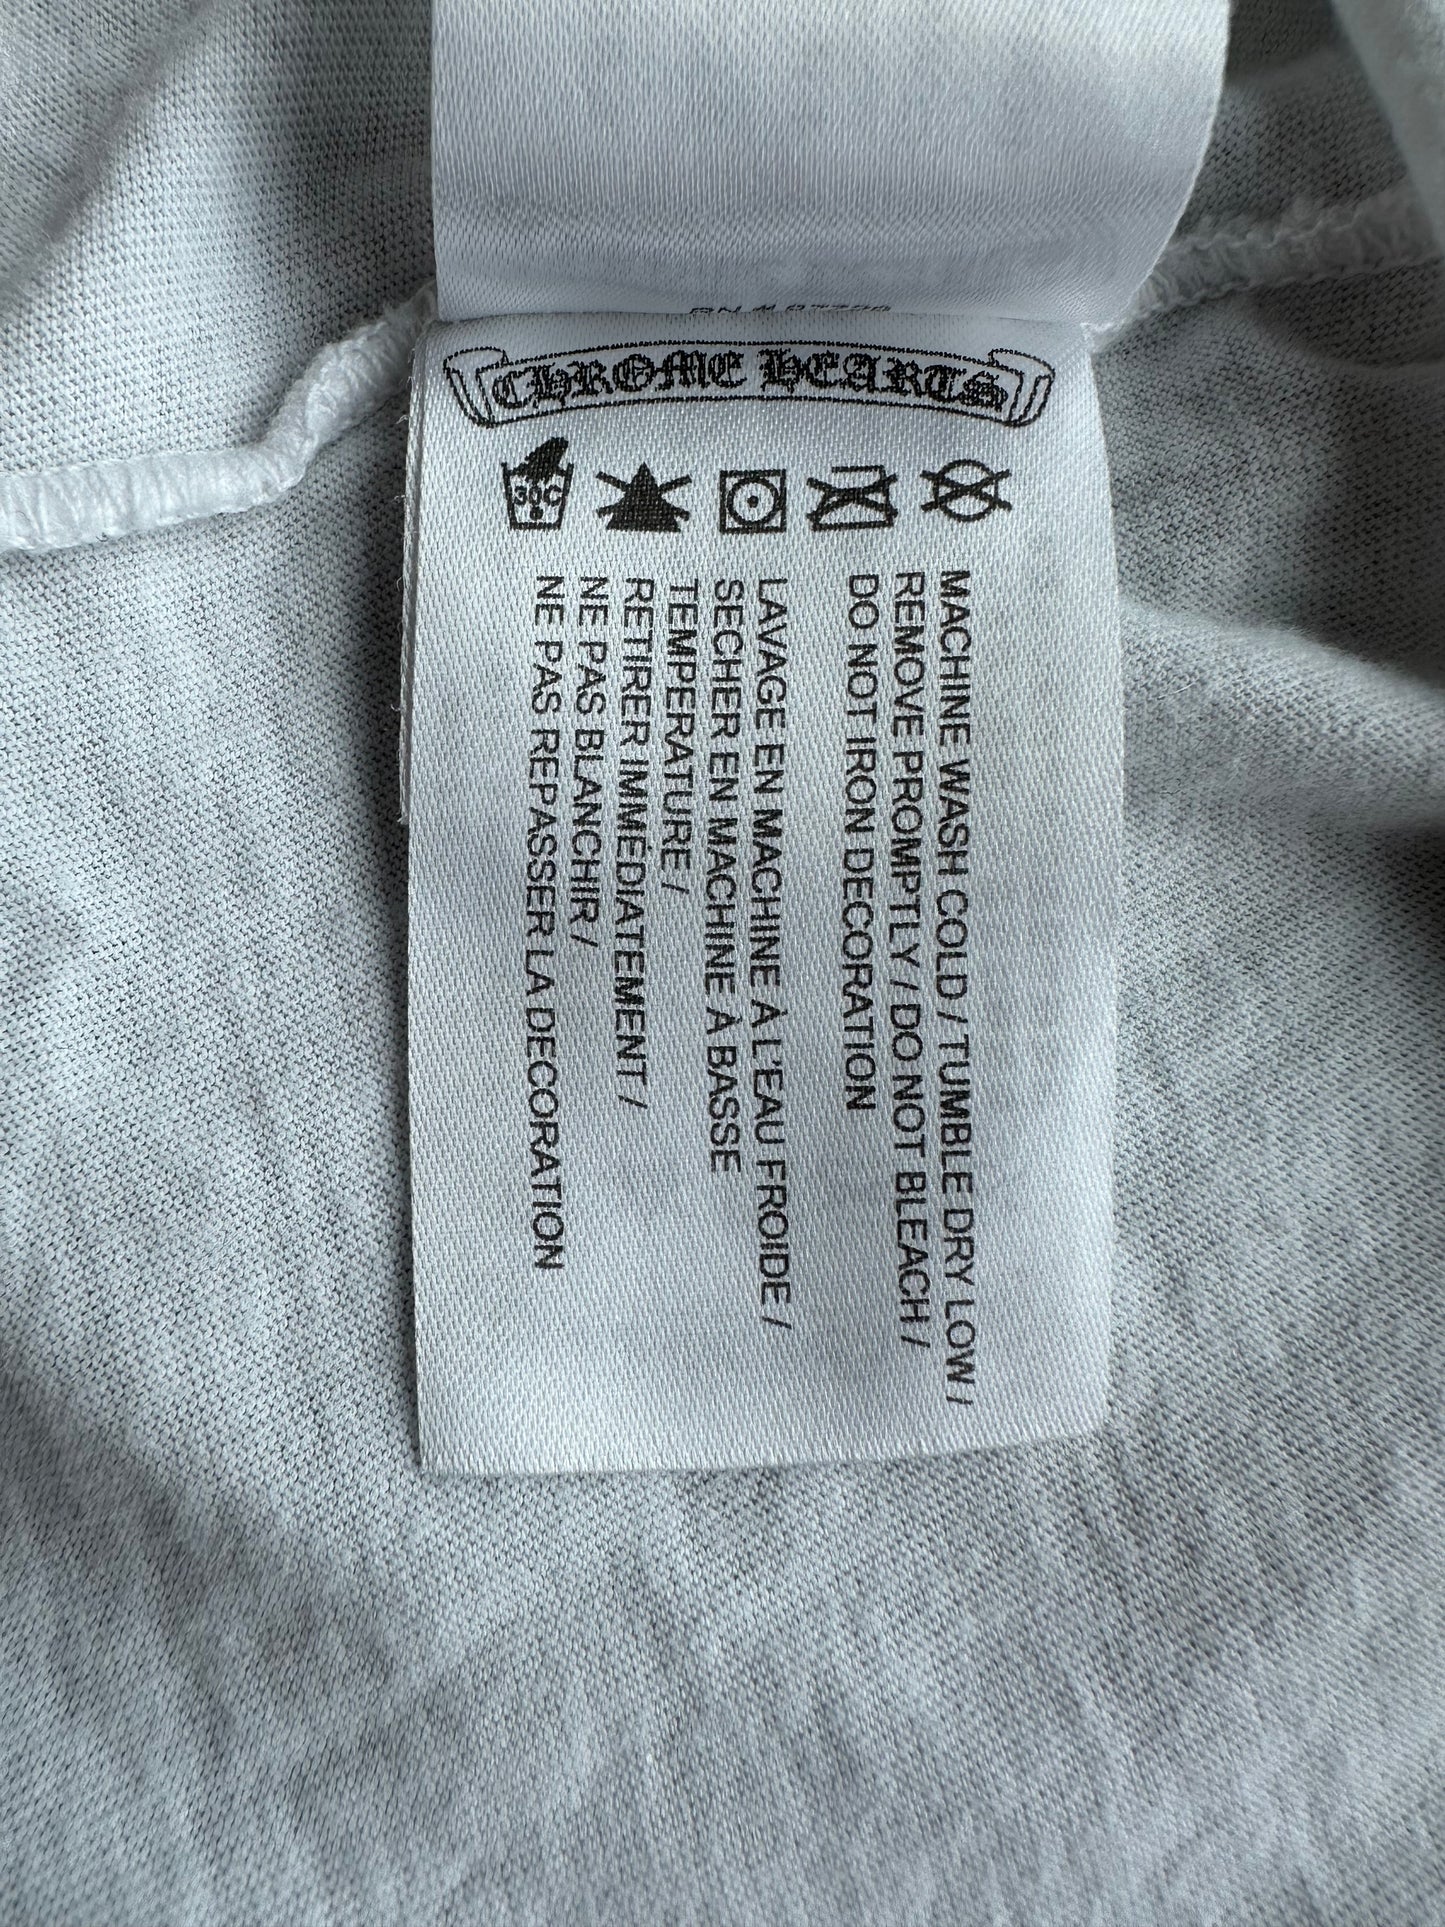 CHROME HEARTS
30C
MACHINE WASH COLD / TUMBLE DRY LOW /
REMOVE PROMPTLY / DO NOT BLEACH /
DO NOT IRON DECORATION
LAVAGE EN MACHINE À L'EAU FROIDE /
SECHER EN MACHINE À BASSE
TEMPERATURE /
RETIRER IMMÉDIATEMENT /
NE PAS BLANCHIR /
NE PAS REPASSER LA DECORATION